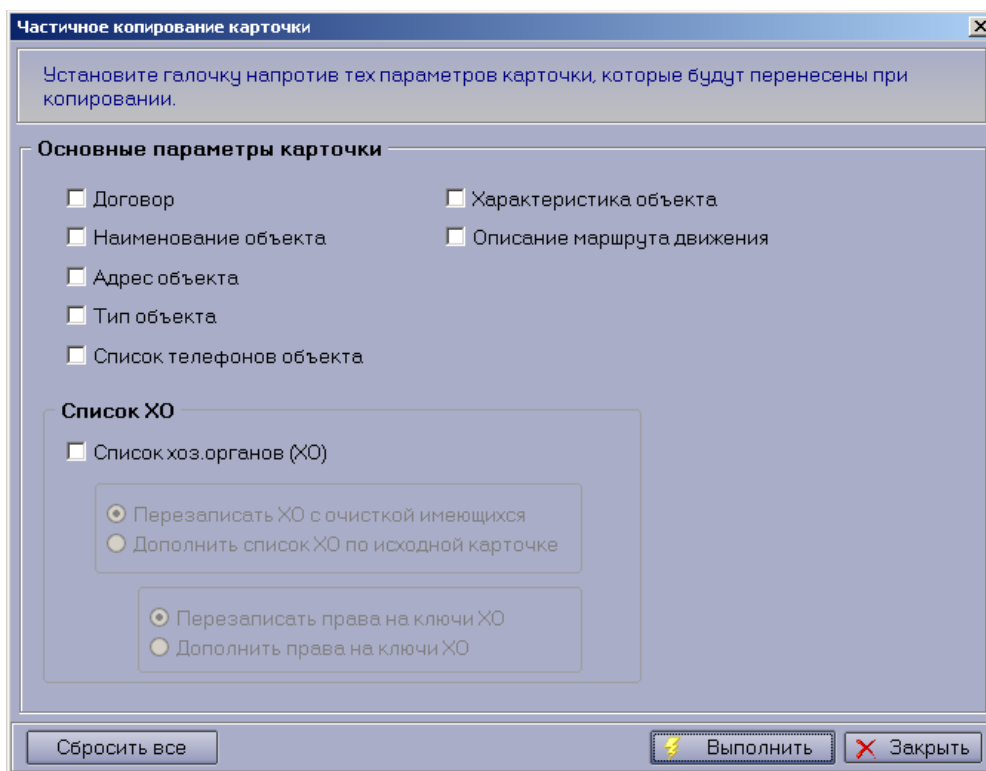 Частичное копирование карточки
Установите галочку напротив тех параметров карточки, которые будут перенесены при
копировании.
Основные параметры карточки
Договор
Наименование объекта
Адрес объекта
Тип объекта
Список телефонов объекта
Характеристика объекта
Описание маршрута движения
Список ХО
Список хоз.органов (ХО)
Перезаписать ХО с очисткой имеющихся
Дополнить список ХО по исходной карточке
Перезаписать права на ключи ХО
Дополнить права на ключи ХО
Сбросить все
Выполнить
Закрыть